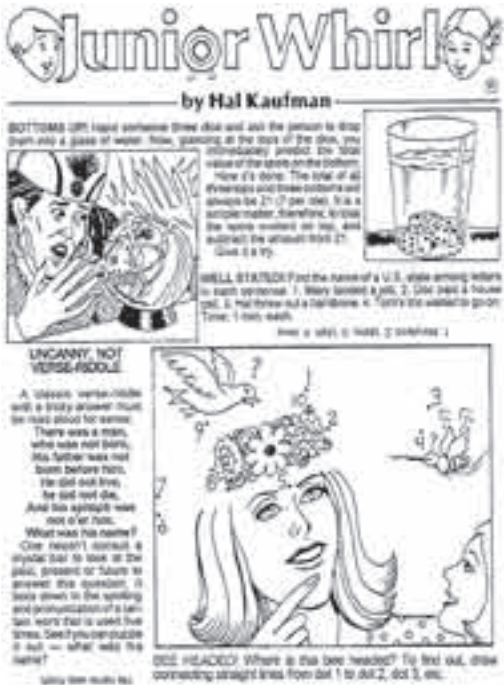 Junior Whirl
by Hal Kaufman
BOTTOMS UP! Hand someone three dice and ask the person to drop
them into a glass of water. Now, glancing at the tops of the dice, you
immediately predict the total
value of the spots on the bottom.
How it's done: The total of all
three tops and three bottoms will
always be 21 (7 per die). It is a
simple matter, therefore, to total
the spots on top, and
subtract the amount from 21.
Give it a try.
WELL STATED! Find the name of a U.S. state among letters
in each sentence. 1. Mary landed a job. 2. Doc paid a house
call. 3. Hal threw out a 4. Tom's too wanted to go on
Time: 1 min. each.
UNCANNY, NOT
VERSE-RIDDLE
A classic verse-riddle
with a tricky answer must
be read aloud for sense:
There was a man,
who was not born,
His father was not
born before him,
He did not live,
he did not die,
And his epitaph was
not o'er him.
What was his name?
One needn't consult a
crystal ball to look at the
past, present or future to
answer this question. It
boils down to the spelling
and pronunciation of a cer-
tain word that is used five
times. See if you can puzzle
it out — what was his
name?
1
2
3
4
7
9
10
BEE HEADED! Where is this bee headed? To find out, draw
connecting straight lines from dot 1 to dot 2, dot 3, etc.